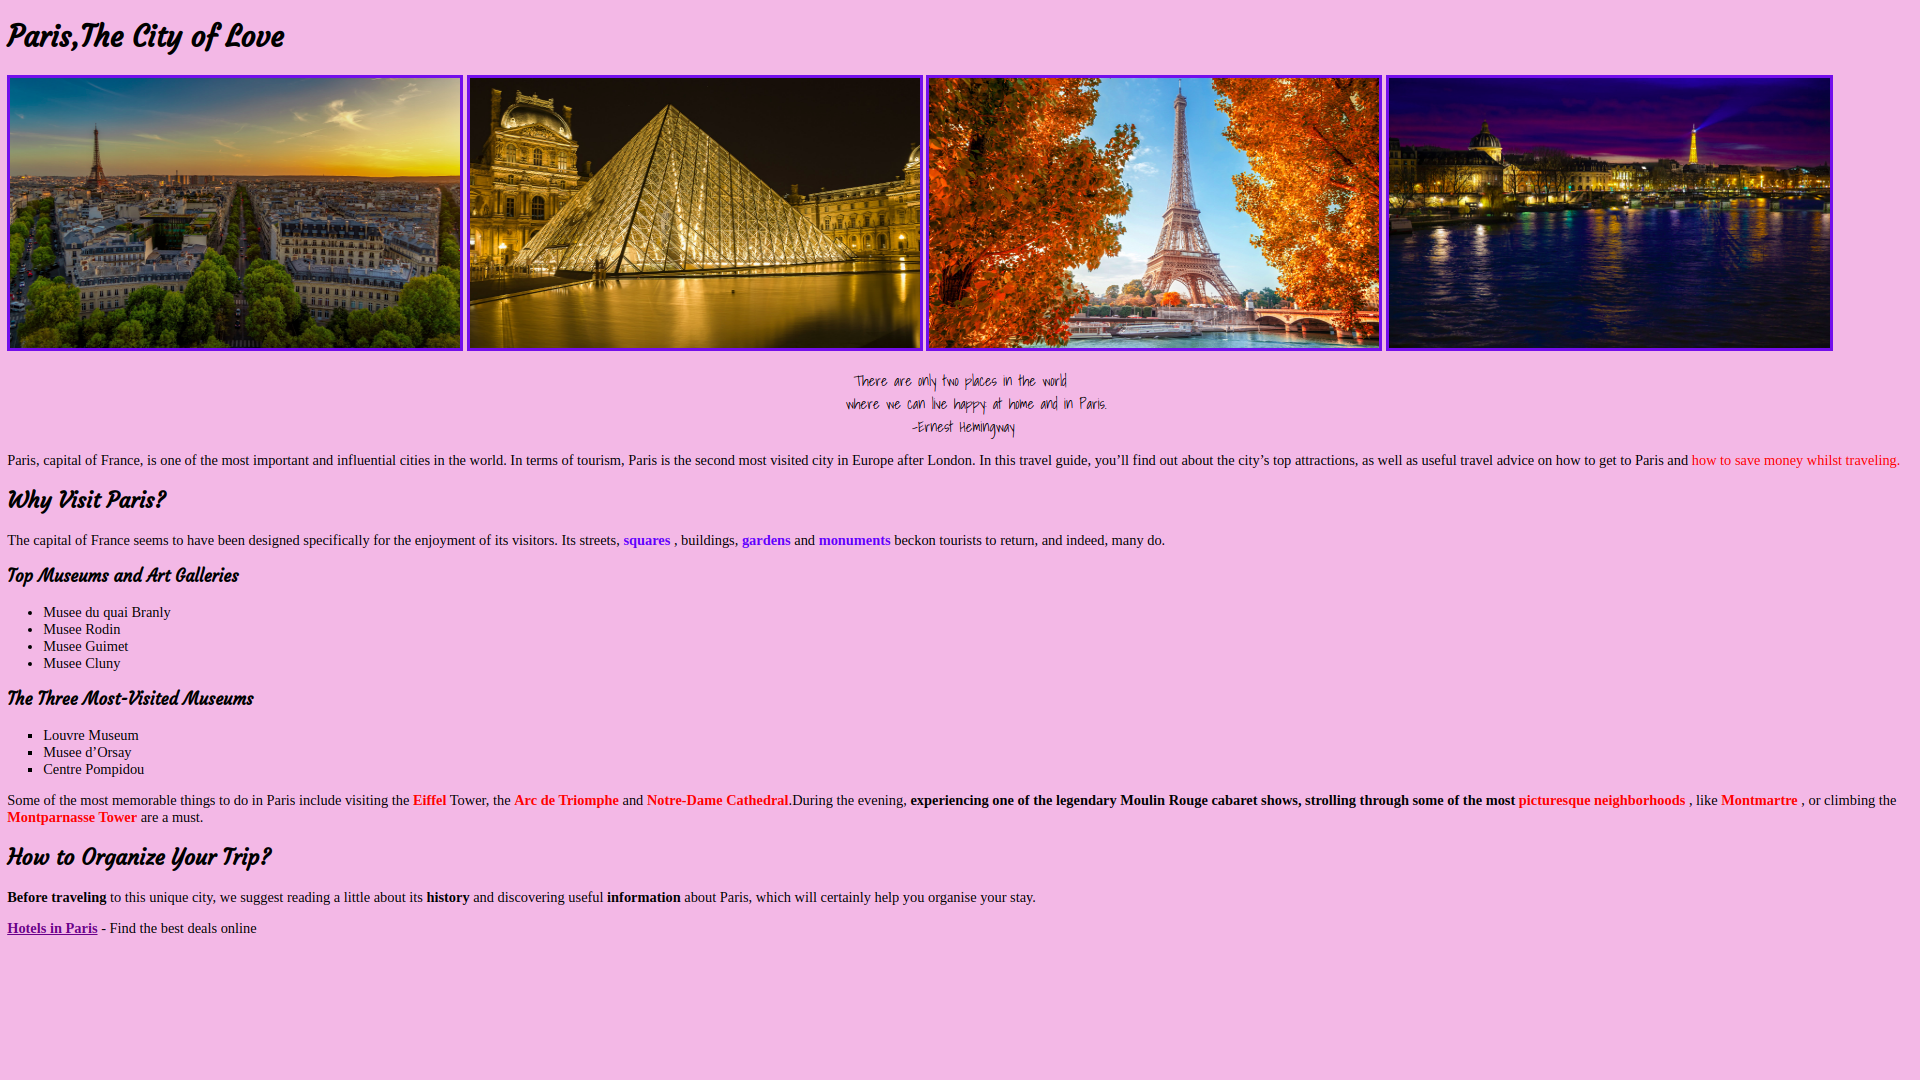 Paris,The City of Love
There are only two places in the world
where we can live happy: at home and in Paris.
-Ernest Hemingway
Paris, capital of France, is one of the most important and influential cities in the world. In terms of tourism, Paris is the second most visited city in Europe after London. In this travel guide, you’ll find out about the city’s top attractions, as well as useful travel advice on how to get to Paris and how to save money whilst traveling.
Why Visit Paris?
The capital of France seems to have been designed specifically for the enjoyment of its visitors. Its streets, squares , buildings, gardens and monuments beckon tourists to return, and indeed, many do.
Top Museums and Art Galleries
• Musee du quai Branly
• Musee Rodin
• Musee Guimet
• Musee Cluny
The Three Most-Visited Museums
▪ Louvre Museum
▪ Musee d’Orsay
▪ Centre Pompidou
Some of the most memorable things to do in Paris include visiting the Eiffel Tower, the Arc de Triomphe and Notre-Dame Cathedral.During the evening, experiencing one of the legendary Moulin Rouge cabaret shows, strolling through some of the most picturesque neighborhoods , like Montmartre , or climbing the
Montparnasse Tower are a must.
How to Organize Your Trip?
Before traveling to this unique city, we suggest reading a little about its history and discovering useful information about Paris, which will certainly help you organise your stay.
Hotels in Paris - Find the best deals online